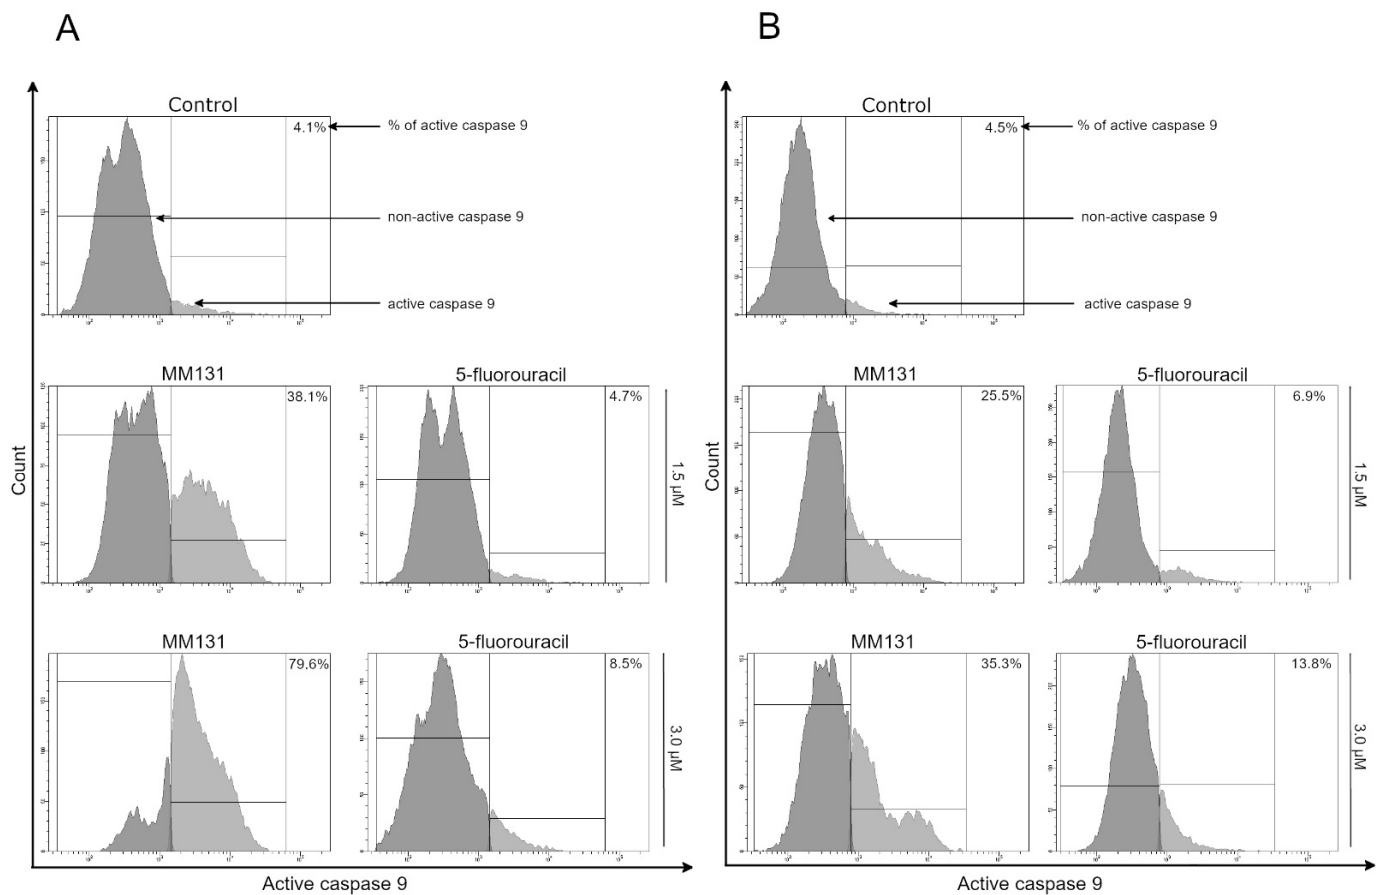 A
B
Control
4.1%
% of active caspase 9
non-active caspase 9
active caspase 9
Control
4.5%
% of active caspase 9
non-active caspase 9
active caspase 9
MM131
38.1%
5-fluorouracil
4.7%
1.5 µM
MM131
25.5%
5-fluorouracil
6.9%
1.5 µM
Count
Count
MM131
79.6%
5-fluorouracil
8.5%
3.0 µM
MM131
35.3%
5-fluorouracil
13.8%
3.0 µM
Active caspase 9
Active caspase 9